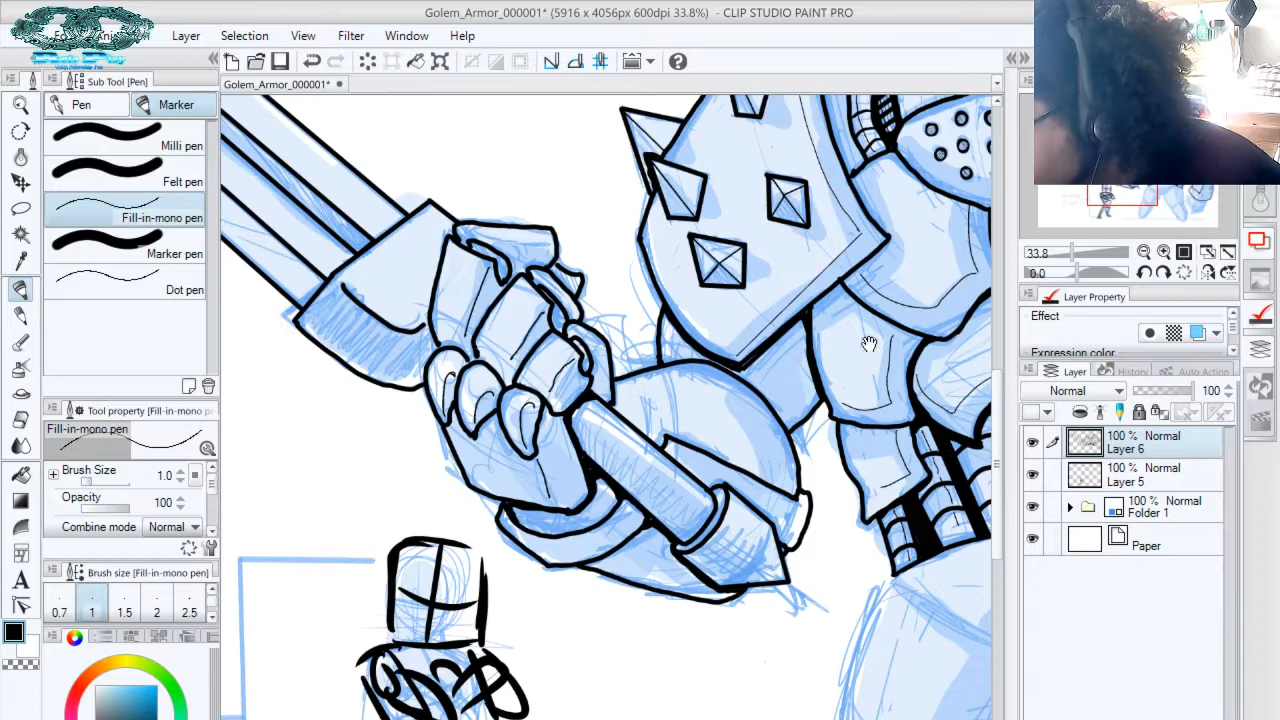 Golem_Armor_000001* (5916 x 4056px 600dpi 33.8%) - CLIP STUDIO PAINT PRO
Layer Selection View Filter Window Help
Sub Tool [Pen]
Golem_Armor_000001*
Pen Marker
Milli pen
Felt pen
Fill-in-mono pen
Marker pen
Dot pen
Tool property [Fill-in-mono p
Fill-in-mono pen
Brush Size 1.0
Opacity 100
Combine mode Normal
Brush size [Fill-in-mono pen]
0.7 1 1.5 2 2.5
33.8
0.0
Layer Property
Effect
Expression color
Layer History Auto Action
Normal 100
100 % Normal
Layer 6
100 % Normal
Layer 5
100 % Normal
Folder 1
Paper